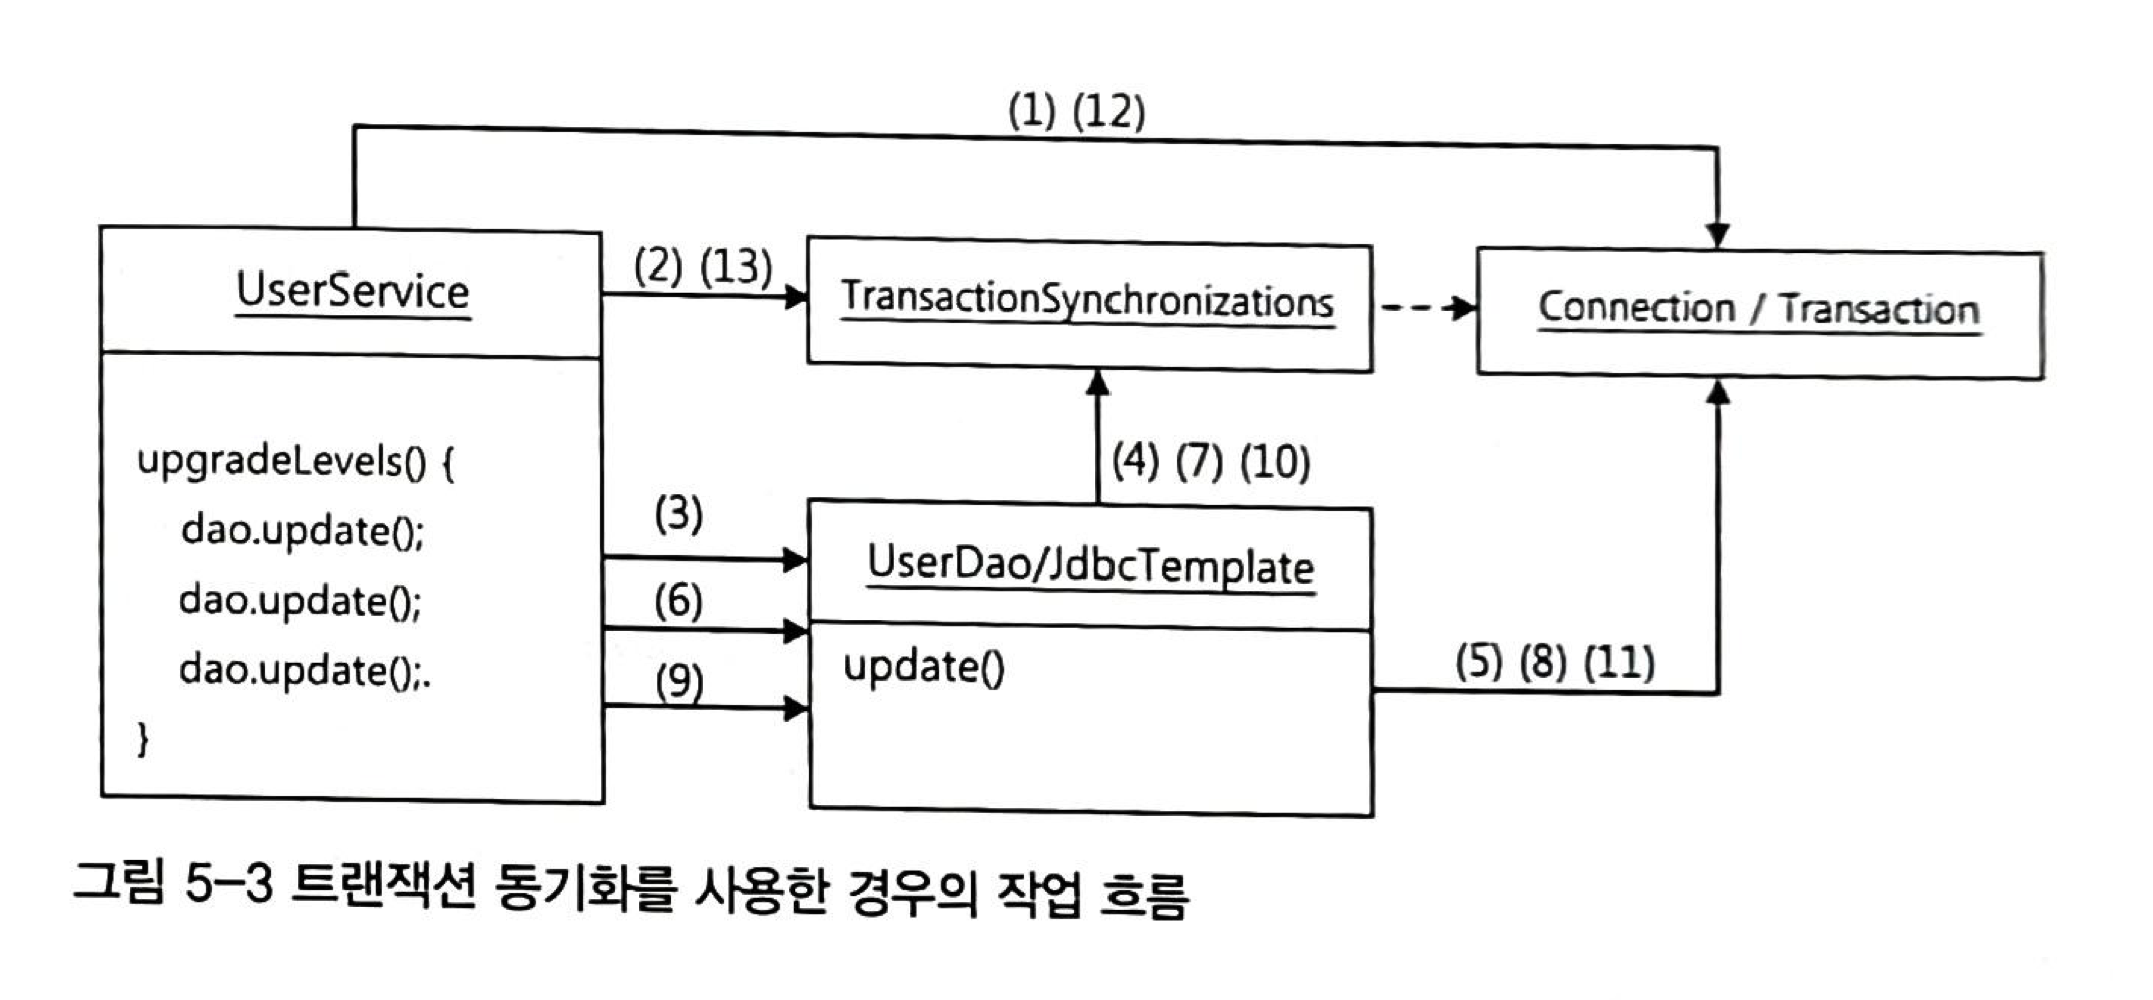 (1) (12)
UserService
(2) (13)
TransactionSynchronizations
Connection / Transaction
upgradeLevels() {
dao.update();
dao.update();
dao.update();.
}
(3)
(6)
(9)
(4) (7) (10)
UserDao/JdbcTemplate
update()
(5) (8) (11)
그림 5-3 트랜잭션 동기화를 사용한 경우의 작업 흐름